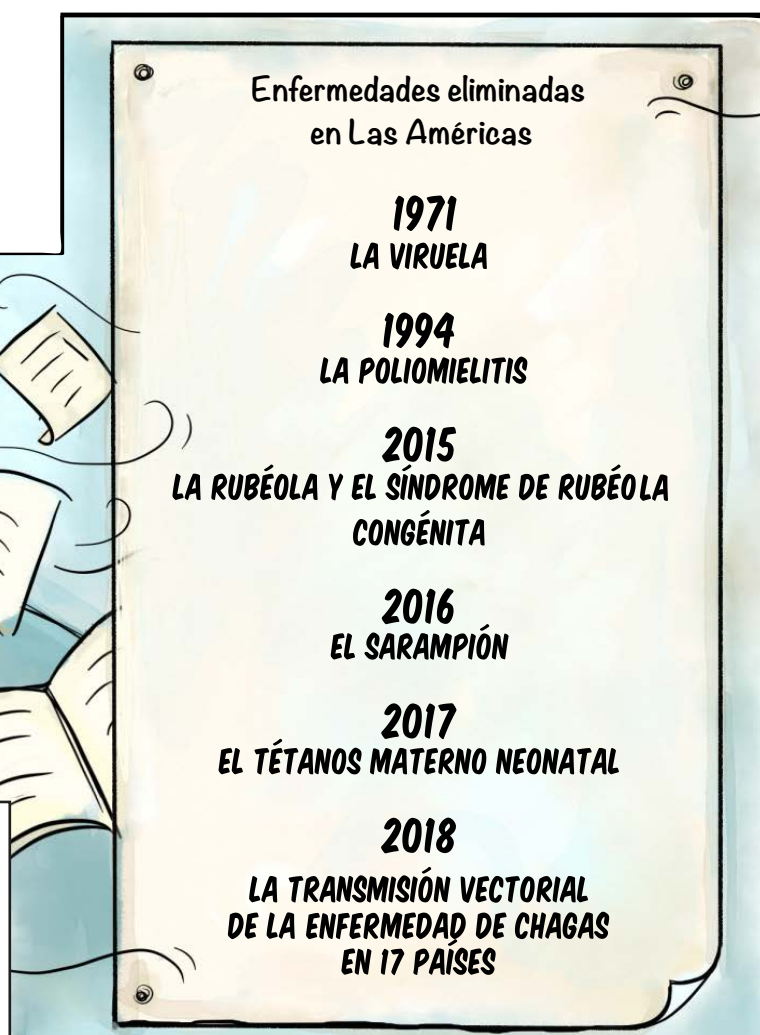 Enfermedades eliminadas
en Las Américas
1971
LA VIRUELA
1994
LA POLIOMIELITIS
2015
LA RUBÉOLA Y EL SÍNDROME DE RUBÉOLA
CONGÉNITA
2016
EL SARAMPIÓN
2017
EL TÉTANOS MATERNO NEONATAL
2018
LA TRANSMISIÓN VECTORIAL
DE LA ENFERMEDAD DE CHAGAS
EN 17 PAÍSES